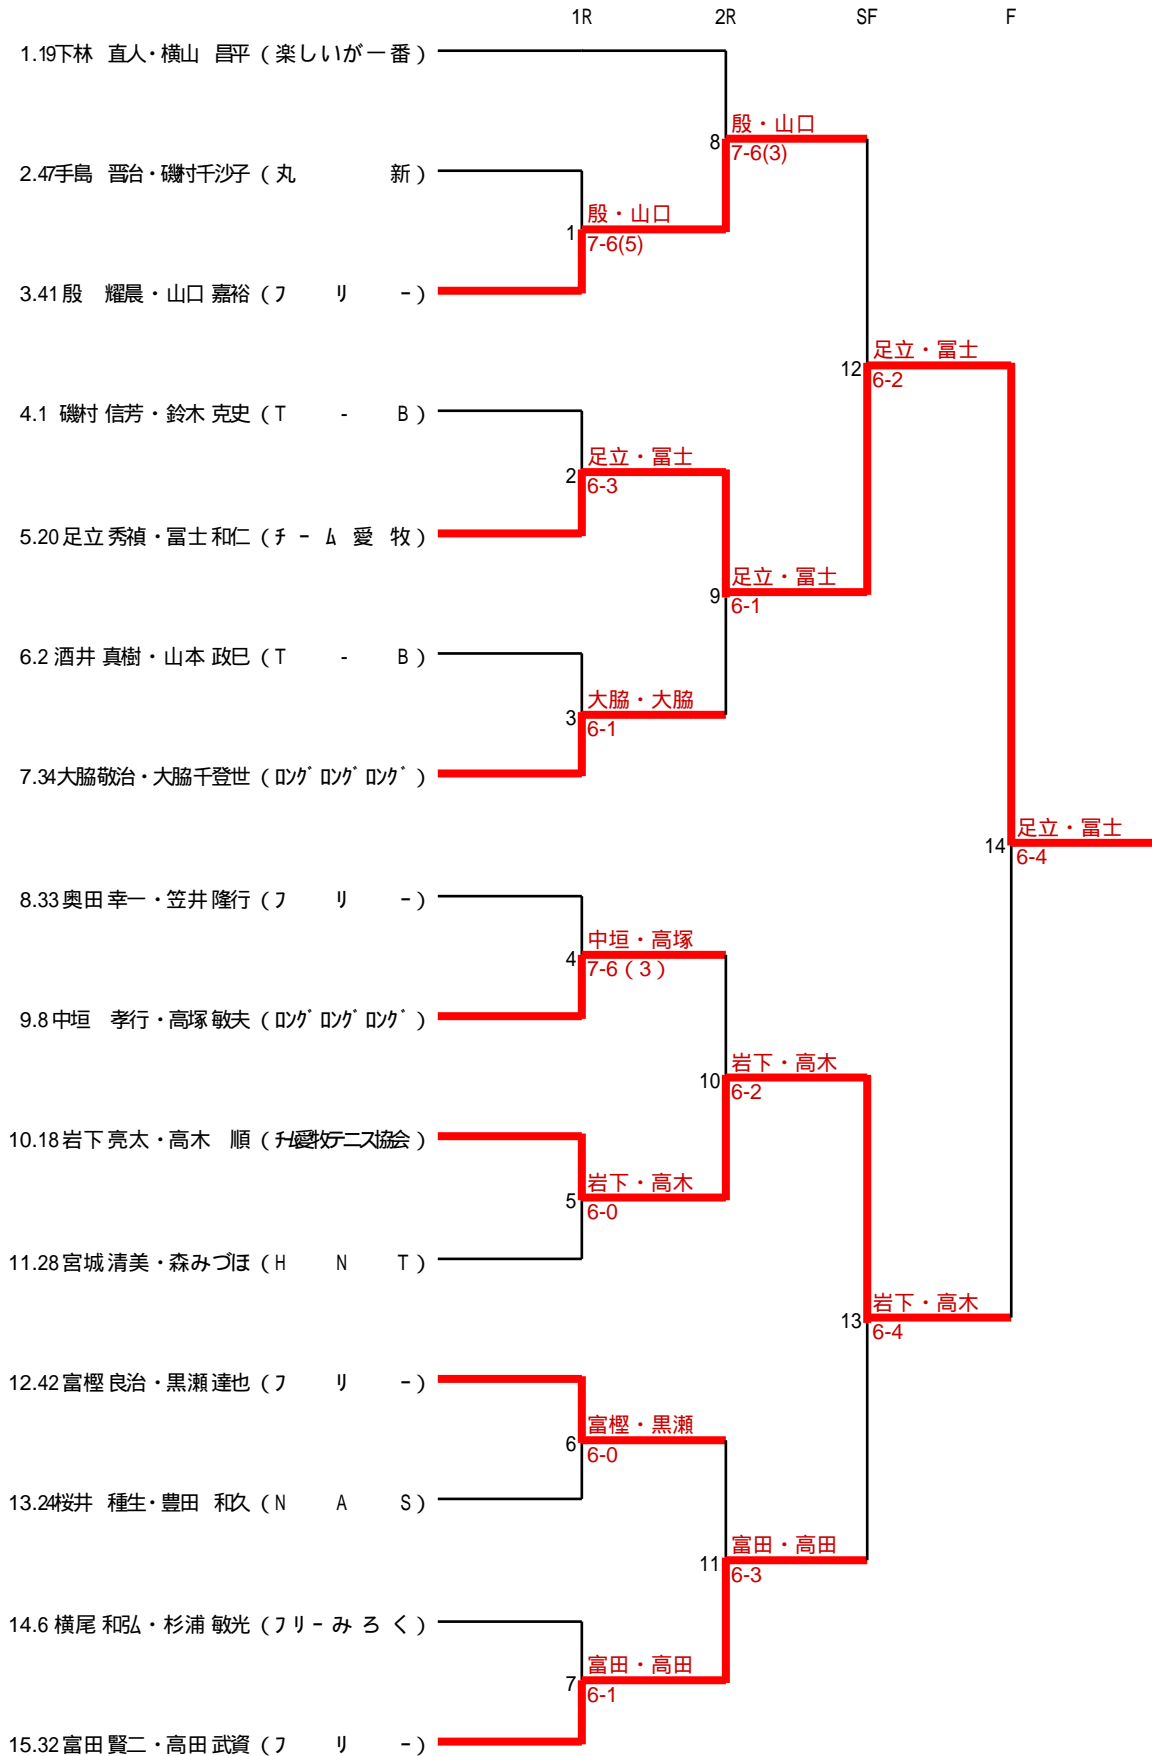 1R 2R SF F
1.19下林 直人・横山 昌平 (楽しいが一番)
殷・山口
8
7-6(3)
2.47手島 晋治・磯村千沙子 (丸 新)
殷・山口
1
7-6(5)
3.41 殷 耀晨・山口 嘉裕 (フ リ ー)
足立・冨士
12
6-2
4.1 磯村 信芳・鈴木 克史 (T - B)
足立・冨士
2
6-3
5.20 足立 秀禎・冨士 和仁 (チ ー ム 愛 牧)
足立・冨士
9
6-1
6.2 酒井 真樹・山本 政巳 (T - B)
大脇・大脇
3
6-1
7.34大脇敬治・大脇千登世 (ロングロングロング)
足立・冨士
14
6-4
8.33 奥田 幸一・笠井 隆行 (フ リ ー)
中垣・高塚
4
7-6(3)
9.8 中垣 孝行・高塚 敏夫 (ロングロングロング)
岩下・高木
10
6-2
10.18 岩下 亮太・高木 順 (チーム愛牧テニス協会)
岩下・高木
5
6-0
11.28 宮城 清美・森みづほ (H N T)
岩下・高木
13
6-4
12.42 富樫 良治・黒瀬 達也 (フ リ ー)
富樫・黒瀬
6
6-0
13.24桜井 種生・豊田 和久 (N A S)
富田・高田
11
6-3
14.6 横尾 和弘・杉浦 敏光 (フリーみ ろ く)
富田・高田
7
6-1
15.32 富田 賢二・高田 武資 (フ リ ー)